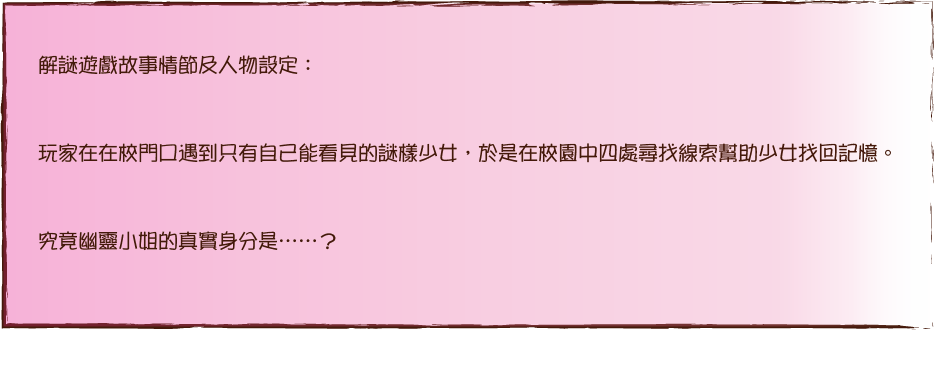 解謎遊戲故事情節及人物設定：
玩家在在校門口遇到只有自己能看見的謎樣少女，於是在校園中四處尋找線索幫助少女找回記憶。
究竟幽靈小姐的真實身分是……？